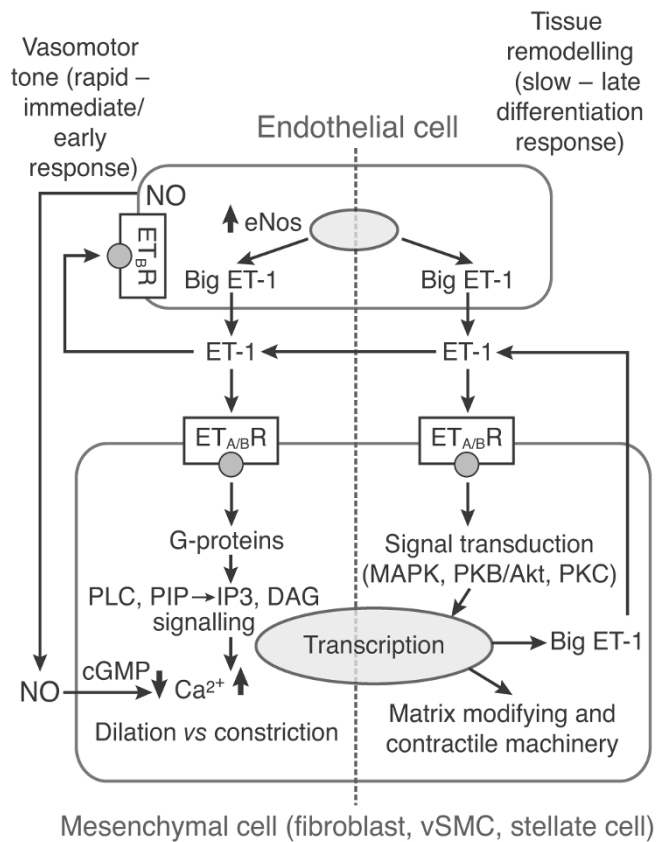 Vasomotor
tone (rapid –
immediate/
early
response)
Tissue
remodelling
(slow – late
differentiation
response)
Endothelial cell
NO
eNos
ET_BR
Big ET-1
Big ET-1
ET-1
ET-1
ET_A/BR
ET_A/BR
G-proteins
PLC, PIP→IP3, DAG
signalling
Signal transduction
(MAPK, PKB/Akt, PKC)
Transcription
Big ET-1
NO
cGMP
Ca²⁺
Dilation vs constriction
Matrix modifying and
contractile machinery
Mesenchymal cell (fibroblast, vSMC, stellate cell)